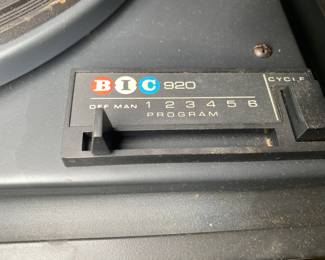 BIC 920
CYCLE
OFF MAN 1 2 3 4 5 6
PROGRAM